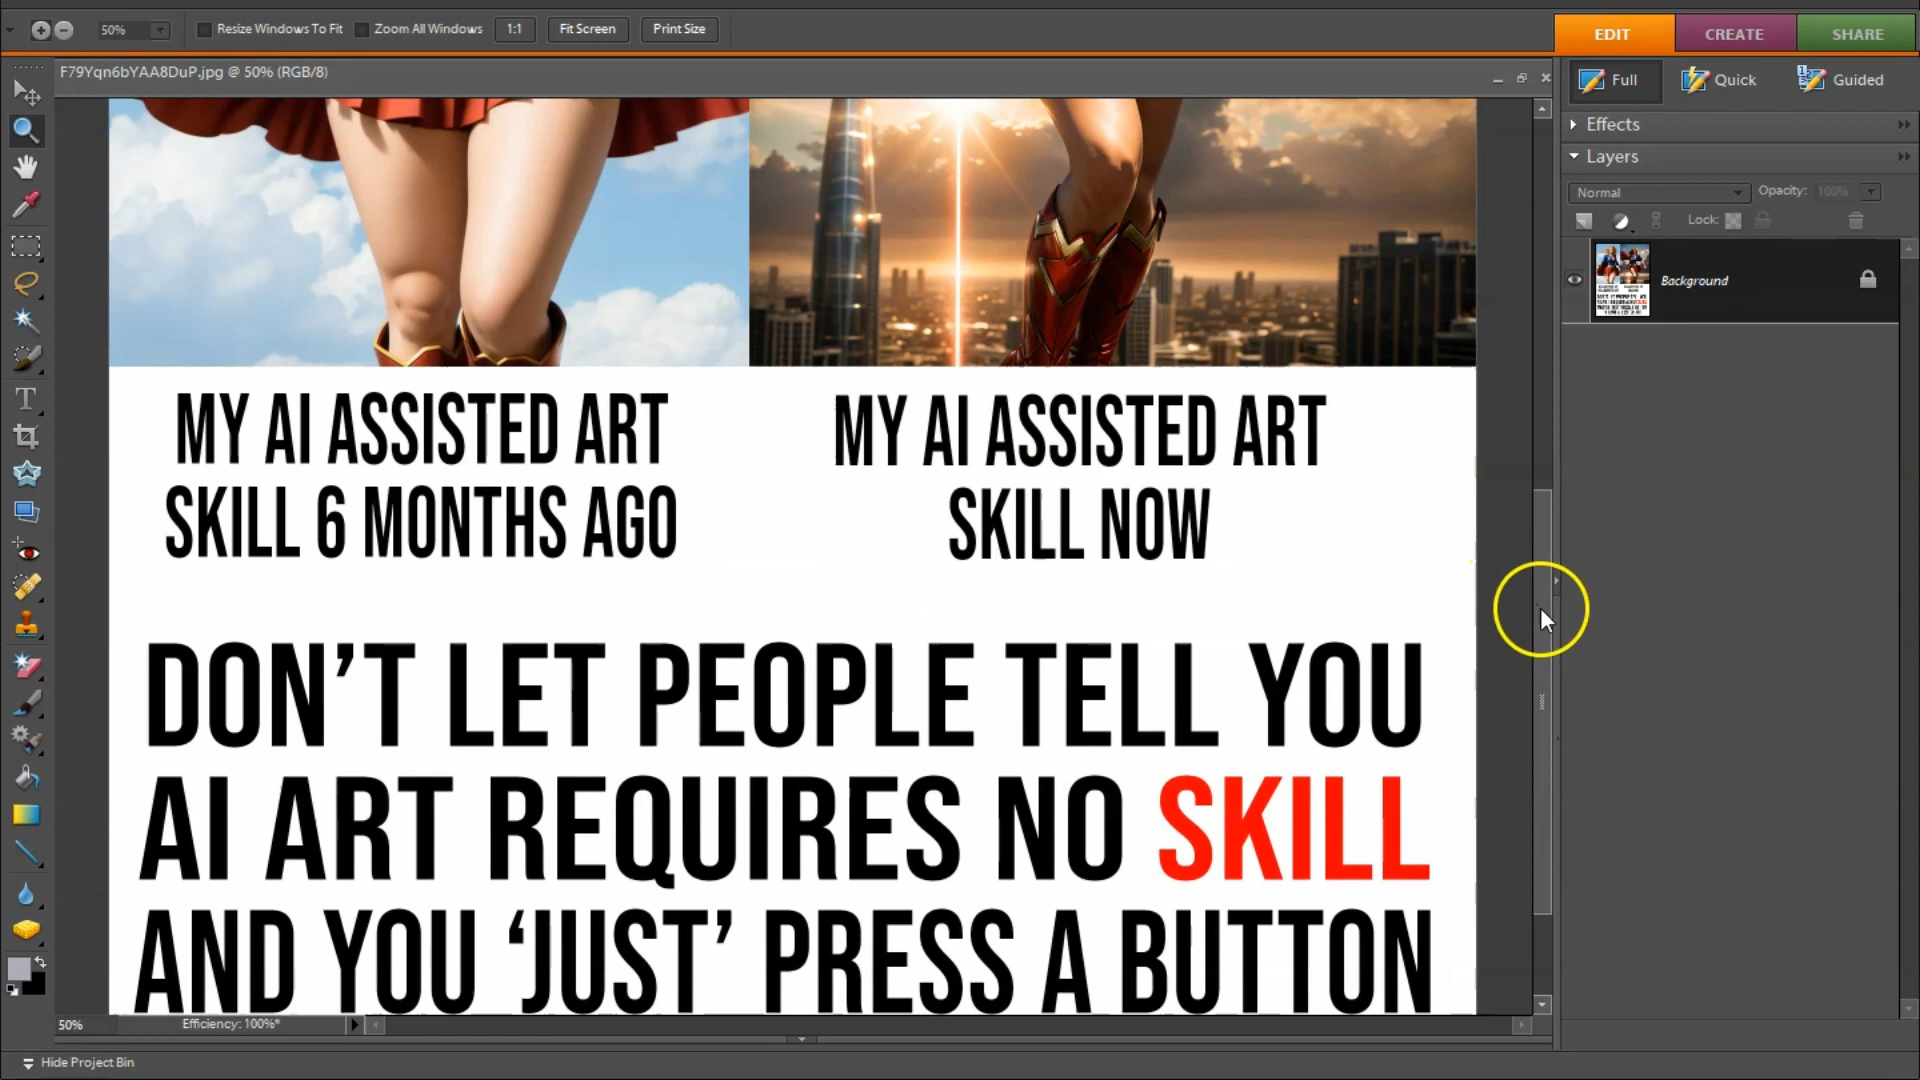 50%
Resize Windows To Fit
Zoom All Windows
1:1
Fit Screen
Print Size
EDIT
CREATE
SHARE
F79Yqn6bYAA8DuP.jpg @ 50% (RGB/8)
Full
Quick
Guided
Effects
Layers
Normal
Opacity: 100%
Lock:
Background
MY AI ASSISTED ART
SKILL 6 MONTHS AGO
MY AI ASSISTED ART
SKILL NOW
DON’T LET PEOPLE TELL YOU
AI ART REQUIRES NO SKILL
AND YOU ‘JUST’ PRESS A BUTTON
50%
Efficiency: 100%*
Hide Project Bin